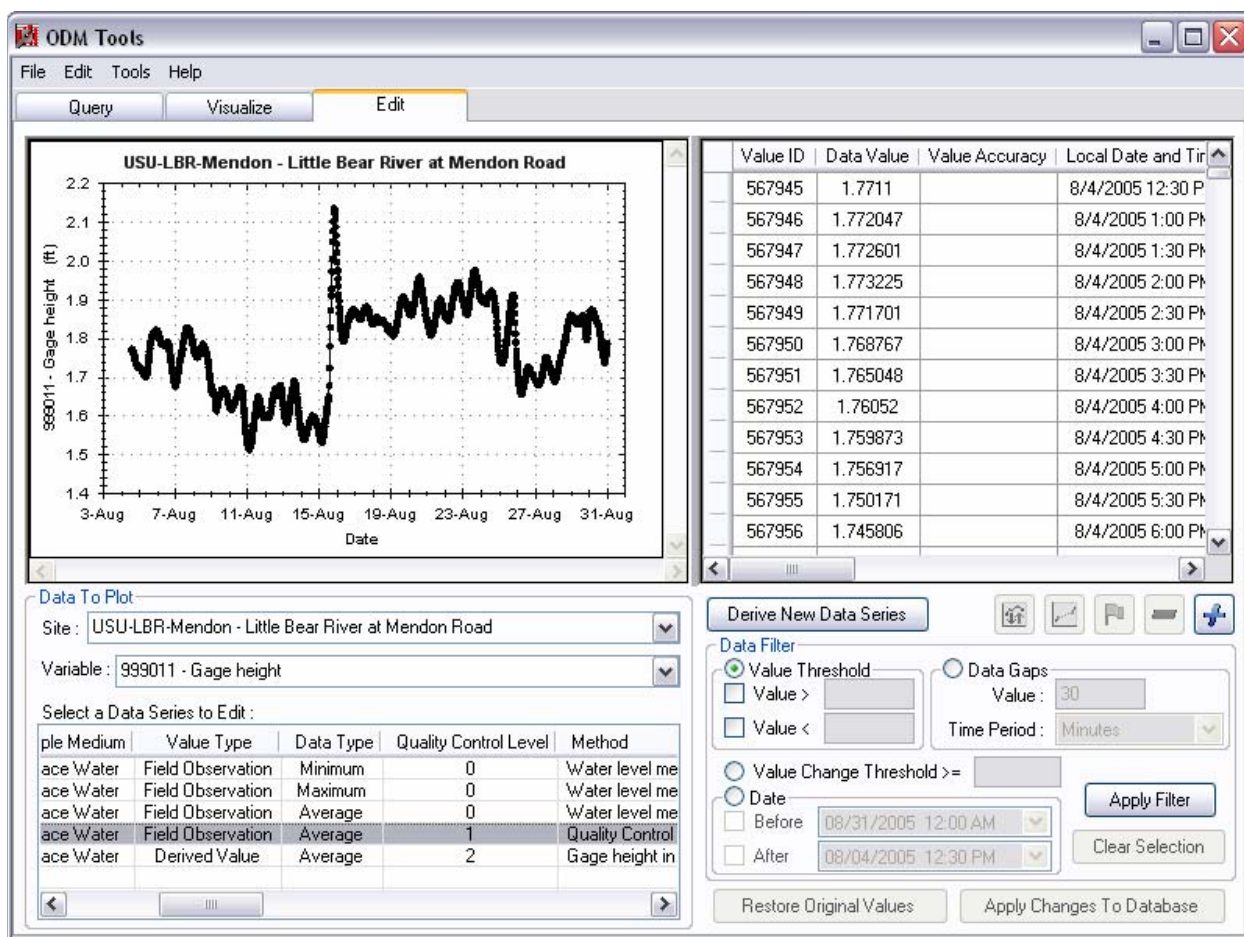 ODM Tools
File Edit Tools Help
Query Visualize Edit
USU-LBR-Mendon - Little Bear River at Mendon Road
999011 - Gage height (ft)
2.2
2.1
2.0
1.9
1.8
1.7
1.6
1.5
1.4
3-Aug 7-Aug 11-Aug 15-Aug 19-Aug 23-Aug 27-Aug 31-Aug
Date
Value ID Data Value Value Accuracy Local Date and Tir
567945 1.7711 8/4/2005 12:30 P
567946 1.772047 8/4/2005 1:00 PM
567947 1.772601 8/4/2005 1:30 PM
567948 1.773225 8/4/2005 2:00 PM
567949 1.771701 8/4/2005 2:30 PM
567950 1.768767 8/4/2005 3:00 PM
567951 1.765048 8/4/2005 3:30 PM
567952 1.76052 8/4/2005 4:00 PM
567953 1.759873 8/4/2005 4:30 PM
567954 1.756917 8/4/2005 5:00 PM
567955 1.750171 8/4/2005 5:30 PM
567956 1.745806 8/4/2005 6:00 PM
Data To Plot
Site : USU-LBR-Mendon - Little Bear River at Mendon Road
Variable : 999011 - Gage height
Select a Data Series to Edit :
ple Medium Value Type Data Type Quality Control Level Method
ace Water Field Observation Minimum 0 Water level me
ace Water Field Observation Maximum 0 Water level me
ace Water Field Observation Average 0 Water level me
ace Water Field Observation Average 1 Quality Control
ace Water Derived Value Average 2 Gage height in
Derive New Data Series
Data Filter
Value Threshold
Value >
Value <
Data Gaps
Value : 30
Time Period : Minutes
Value Change Threshold >=
Date
Before 08/31/2005 12:00 AM
After 08/04/2005 12:30 PM
Apply Filter
Clear Selection
Restore Original Values Apply Changes To Database